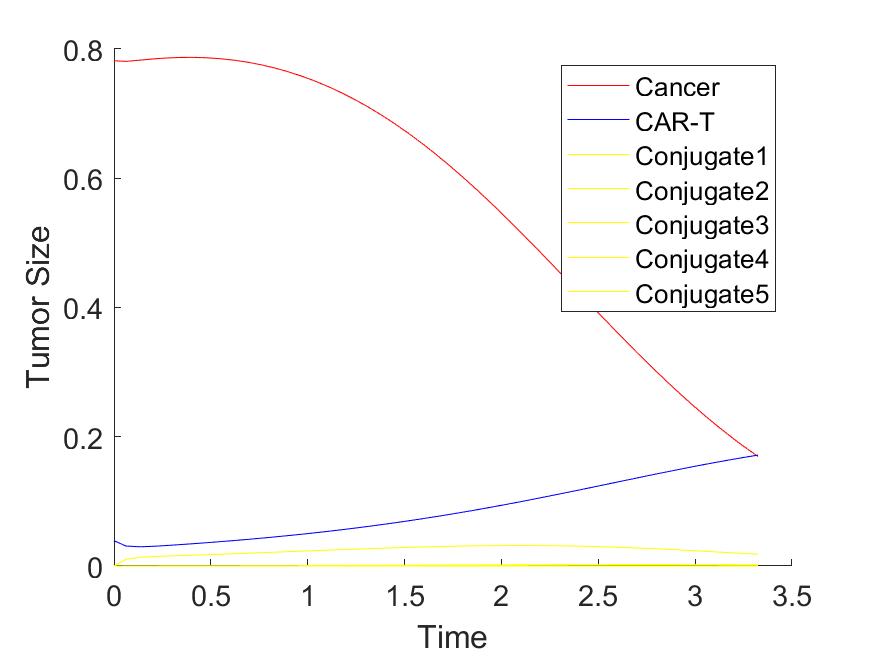 0.8
0.6
0.4
0.2
0
Tumor Size
0 0.5 1 1.5 2 2.5 3 3.5
Time
Cancer
CAR-T
Conjugate1
Conjugate2
Conjugate3
Conjugate4
Conjugate5